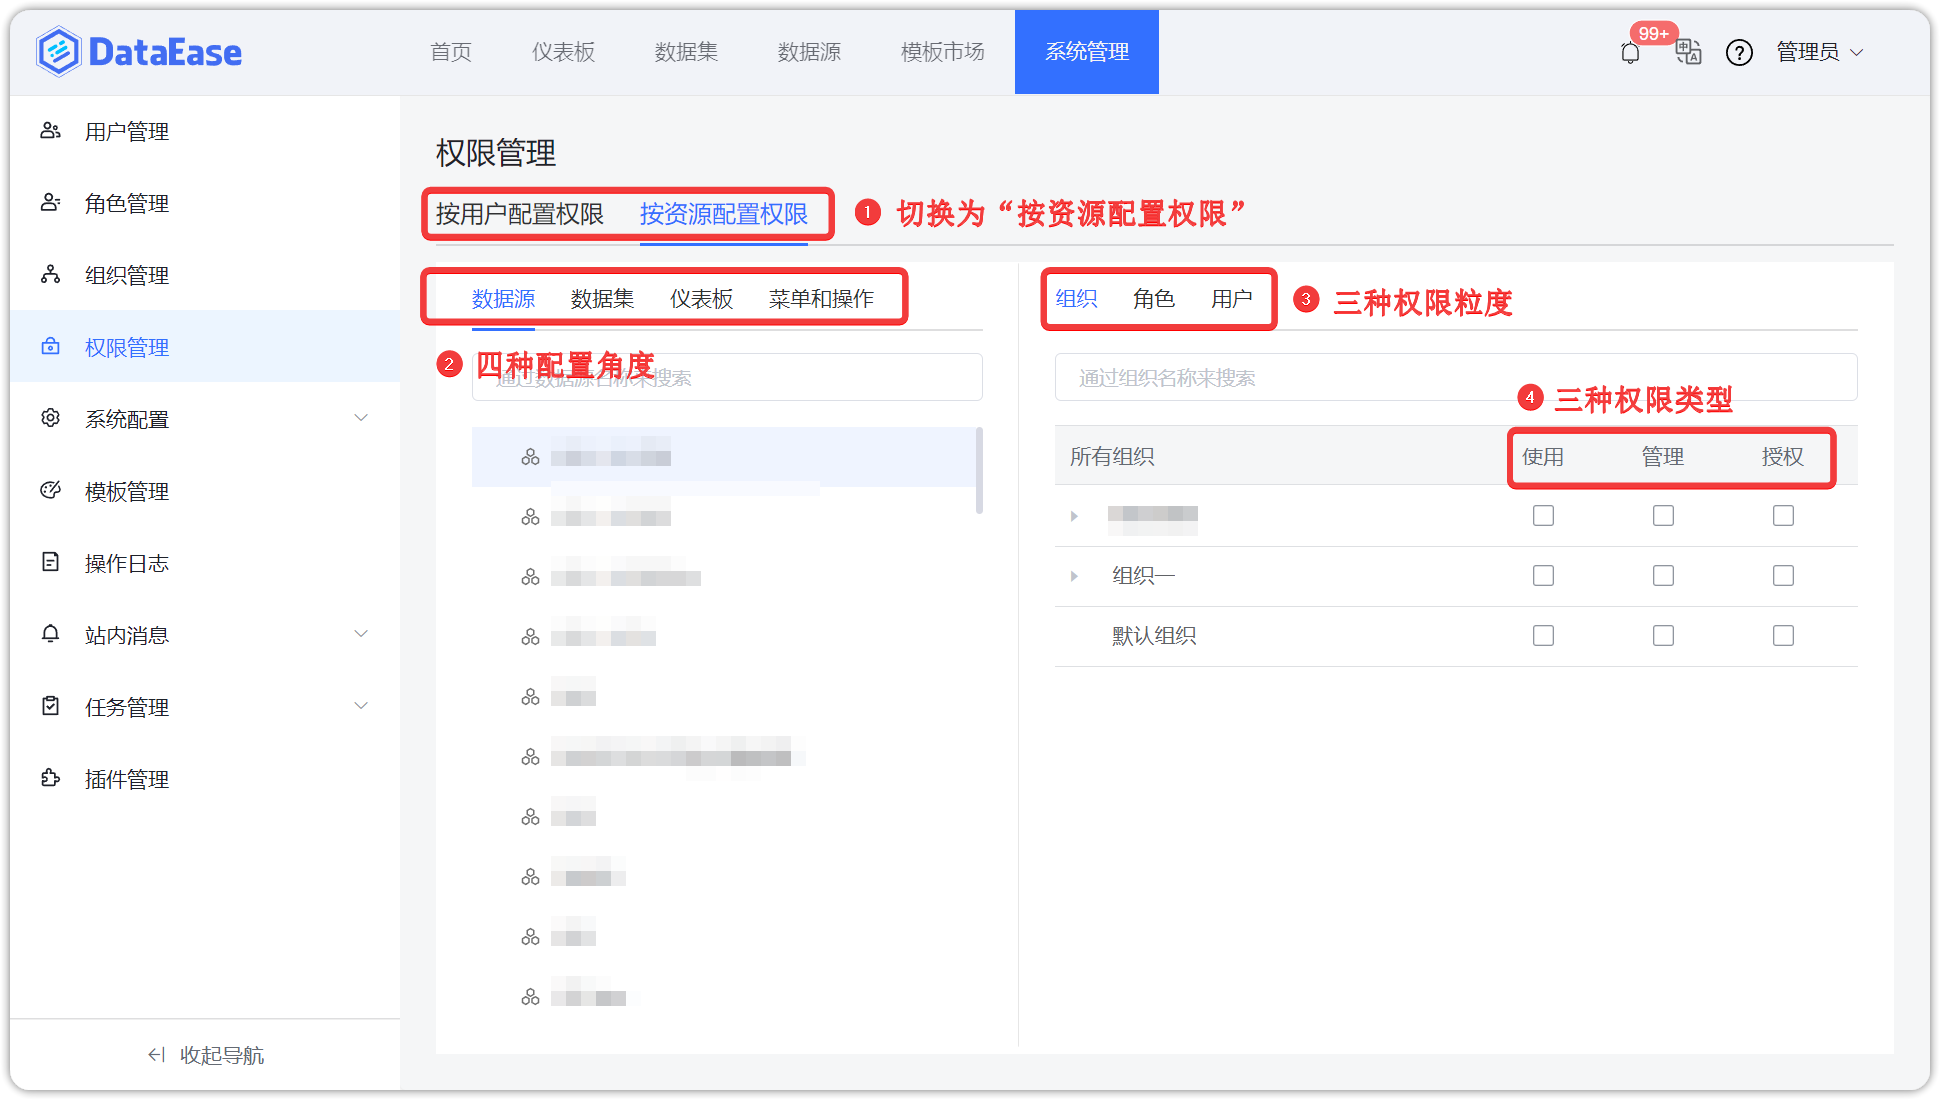 DataEase
首页
仪表板
数据集
数据源
模板市场
系统管理
99+
管理员
用户管理
角色管理
组织管理
权限管理
系统配置
模板管理
操作日志
站内消息
任务管理
插件管理
收起导航
权限管理
按用户配置权限
按资源配置权限
1 切换为“按资源配置权限”
数据源
数据集
仪表板
菜单和操作
2 四种配置角度
通过数据源名称来搜索
组织
角色
用户
3 三种权限粒度
通过组织名称来搜索
4 三种权限类型
所有组织
使用
管理
授权
组织一
默认组织